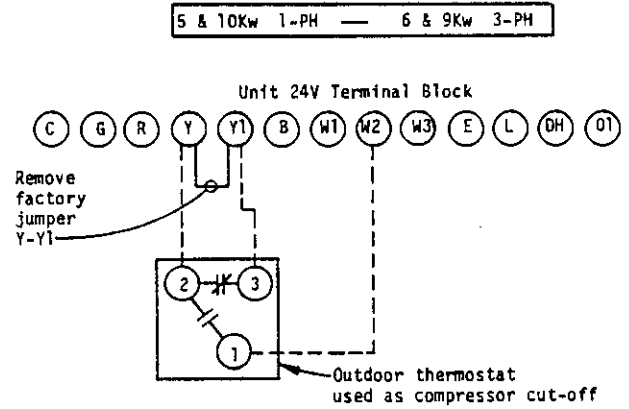 5 & 10Kw 1~PH — 6 & 9Kw 3-PH
Unit 24V Terminal Block
C G R Y Y1 B W1 W2 W3 E L DH O1
Remove
factory
jumper
Y-Y1
2 3
1
Outdoor thermostat
used as compressor cut-off